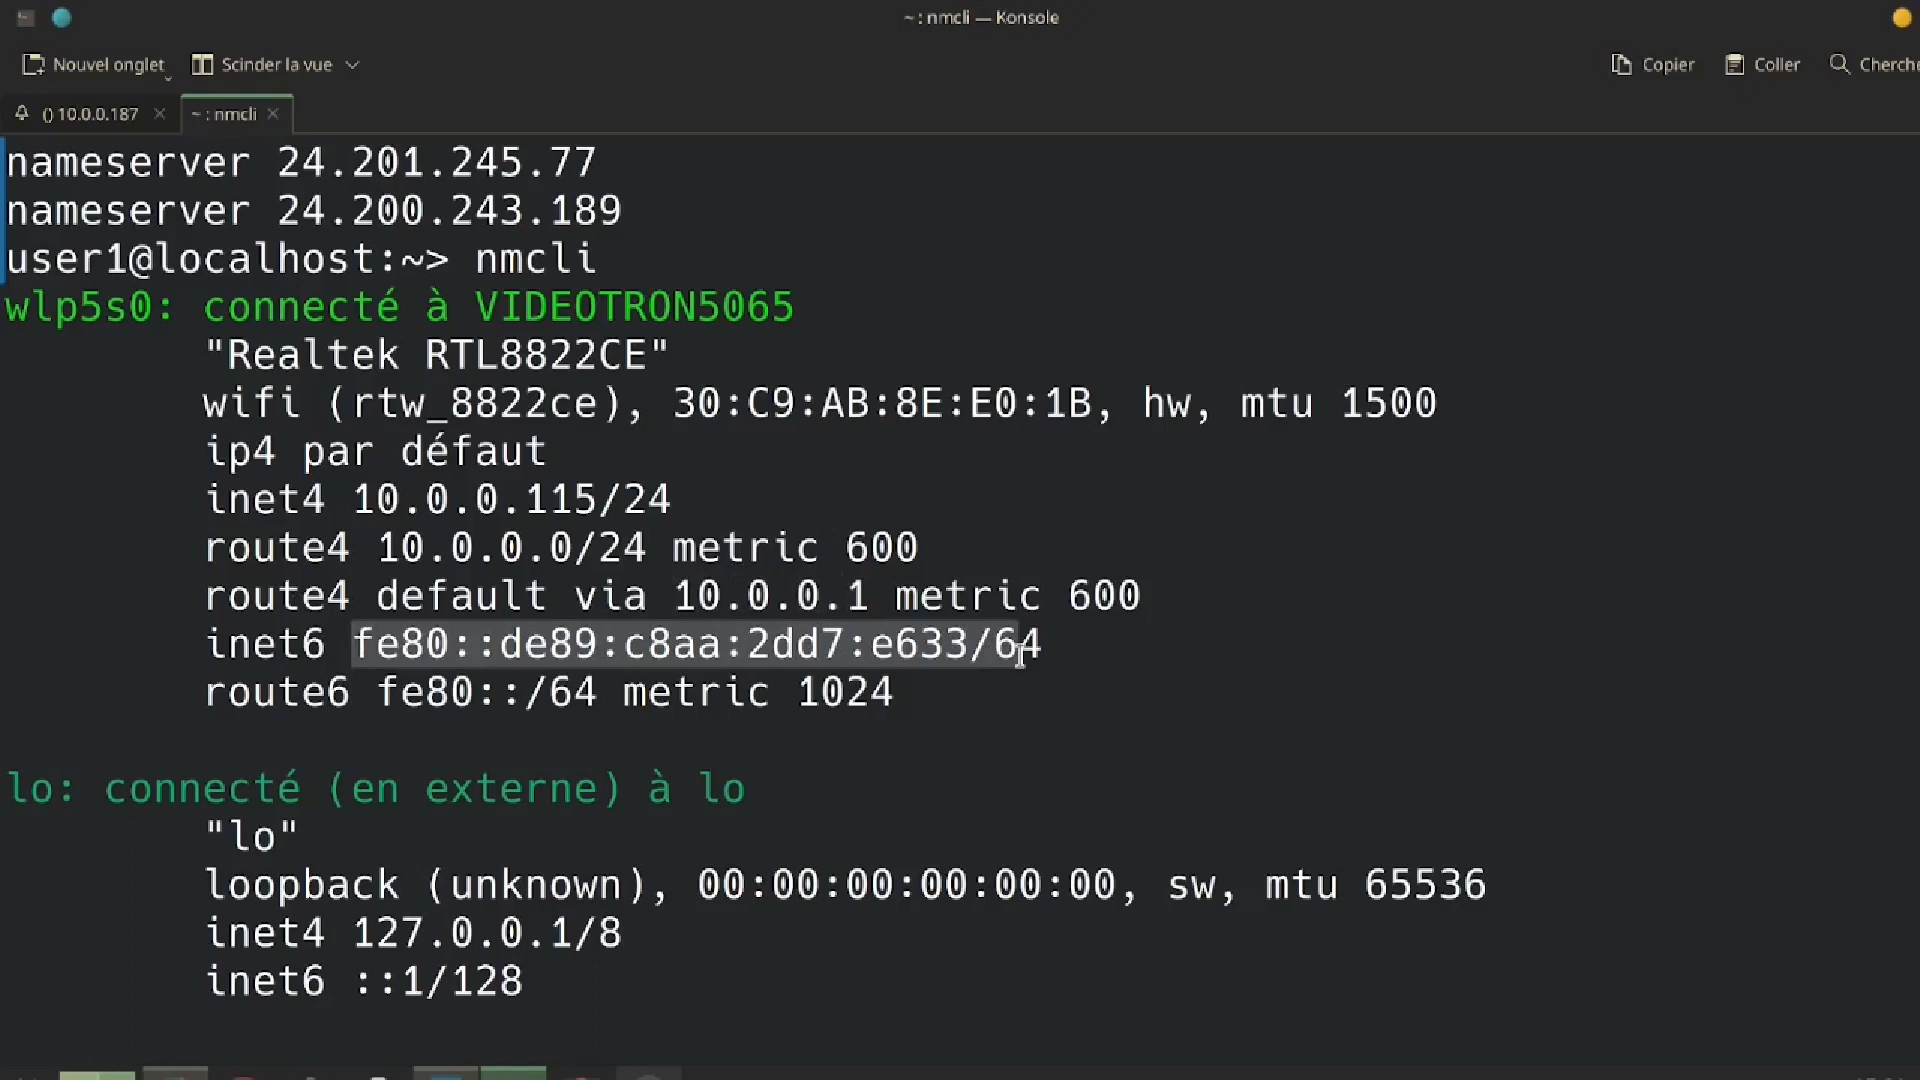 ~ : nmcli — Konsole
Nouvel onglet Scinder la vue Copier Coller Cherche
() 10.0.0.187 ~ : nmcli
nameserver 24.201.245.77
nameserver 24.200.243.189
user1@localhost:~> nmcli
wlp5s0: connecté à VIDEOTRON5065
"Realtek RTL8822CE"
wifi (rtw_8822ce), 30:C9:AB:8E:E0:1B, hw, mtu 1500
ip4 par défaut
inet4 10.0.0.115/24
route4 10.0.0.0/24 metric 600
route4 default via 10.0.0.1 metric 600
inet6 fe80::de89:c8aa:2dd7:e633/64
route6 fe80::/64 metric 1024
lo: connecté (en externe) à lo
"lo"
loopback (unknown), 00:00:00:00:00:00, sw, mtu 65536
inet4 127.0.0.1/8
inet6 ::1/128